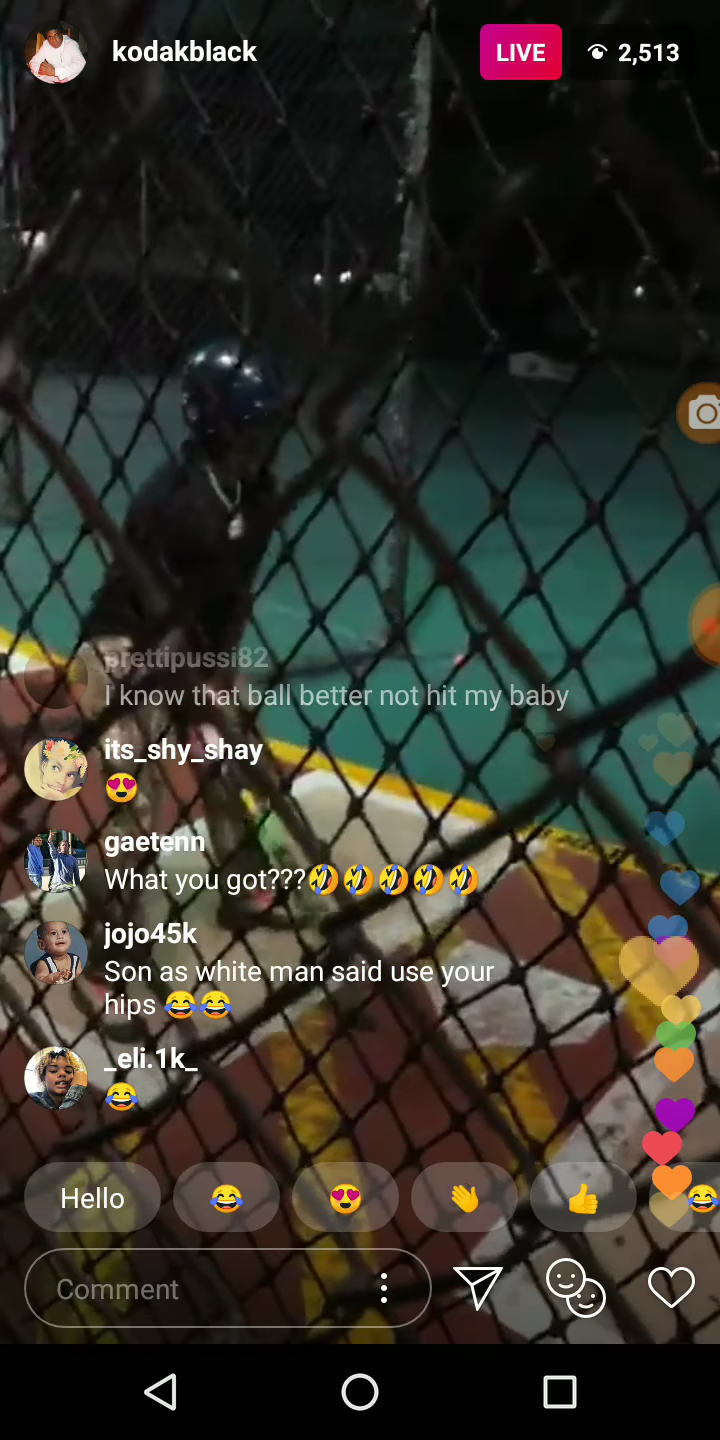 kodakblack
LIVE
2,513
prettipussi82
I know that ball better not hit my baby
its_shy_shay
😍
gaetenn
What you got???🤣🤣🤣🤣🤣
jojo45k
Son as white man said use your
hips 😂😂
_eli.1k_
😂
Hello
Comment